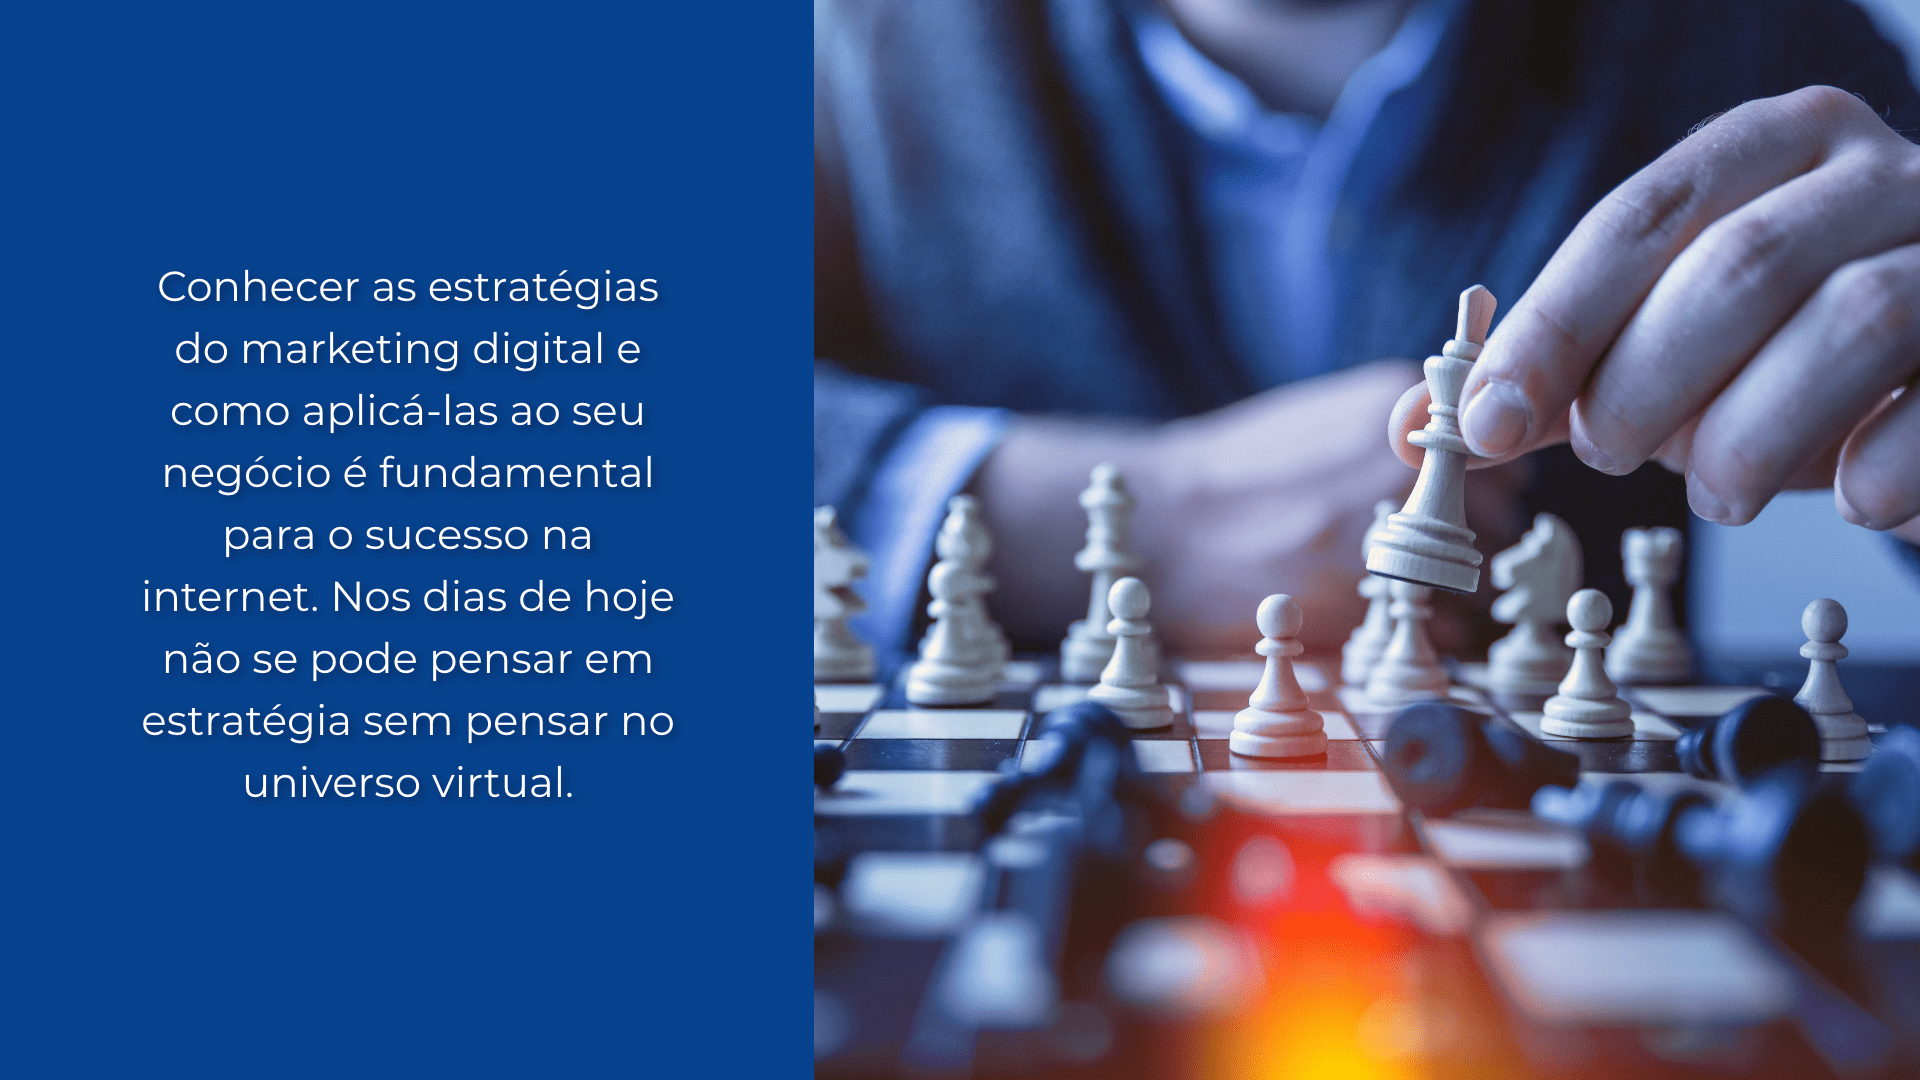 Conhecer as estratégias
do marketing digital e
como aplicá-las ao seu
negócio é fundamental
para o sucesso na
internet. Nos dias de hoje
não se pode pensar em
estratégia sem pensar no
universo virtual.